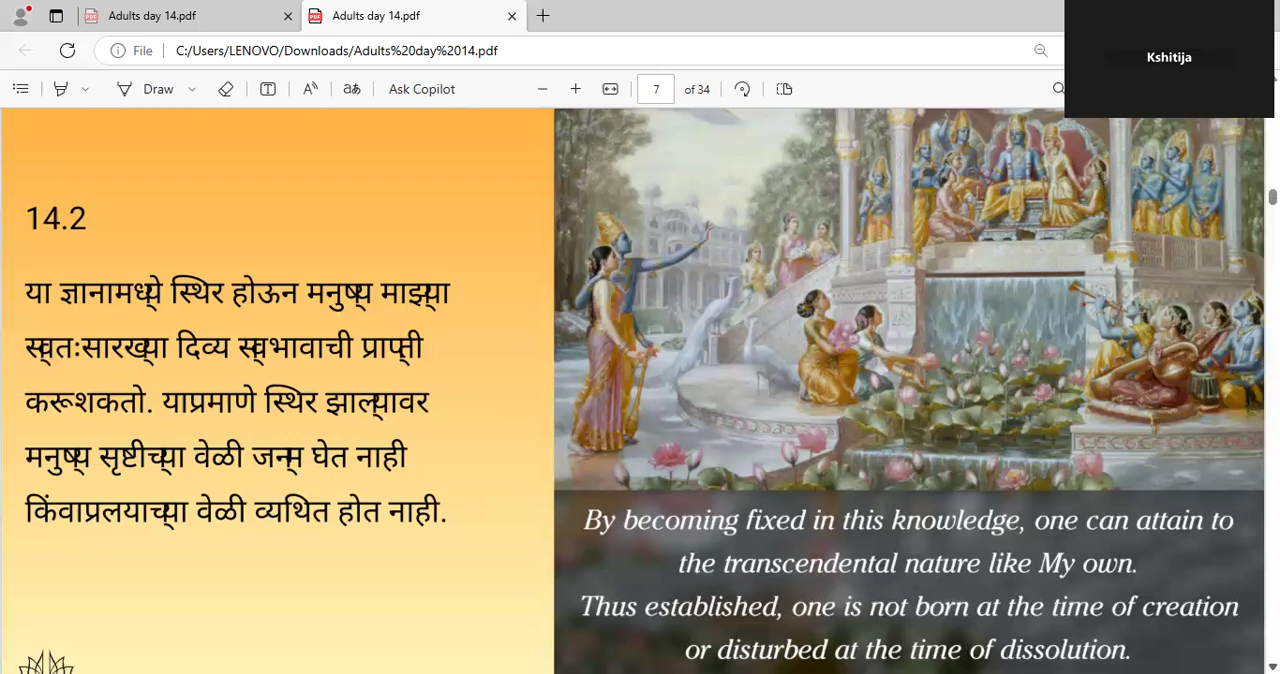 Adults day 14.pdf
Adults day 14.pdf
File
C:/Users/LENOVO/Downloads/Adults%20day%2014.pdf
Kshitija
Draw
Ask Copilot
7
of 34
14.2
या ज्ञानामध्ये स्थिर होऊन मनुष्य माझ्या
स्वतःसारख्या दिव्य स्वभावाची प्राप्ती
करूशकतो. याप्रमाणे स्थिर झाल्यावर
मनुष्य सृष्टीच्या वेळी जन्म घेत नाही
किंवाप्रलयाच्या वेळी व्यथित होत नाही.
By becoming fixed in this knowledge, one can attain to
the transcendental nature like My own.
Thus established, one is not born at the time of creation
or disturbed at the time of dissolution.